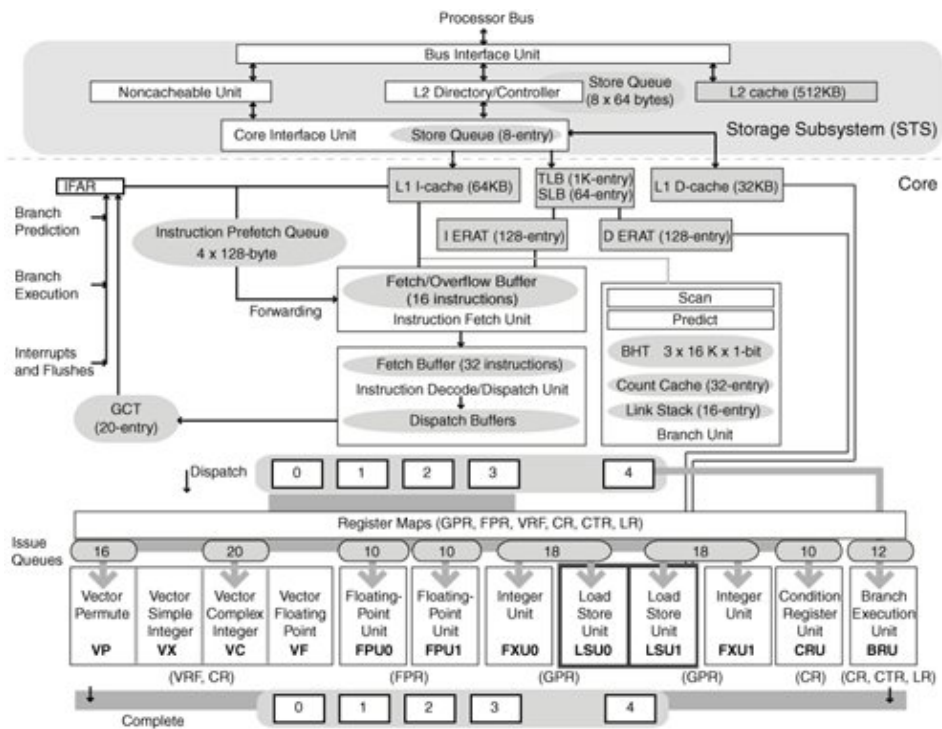 Processor Bus
Bus Interface Unit
Noncacheable Unit
L2 Directory/Controller
Store Queue
(8 x 64 bytes)
L2 cache (512KB)
Core Interface Unit
Store Queue (8-entry)
Storage Subsystem (STS)
IFAR
L1 I-cache (64KB)
TLB (1K-entry)
SLB (64-entry)
L1 D-cache (32KB)
Core
Branch
Prediction
Instruction Prefetch Queue
4 x 128-byte
I ERAT (128-entry)
D ERAT (128-entry)
Branch
Execution
Forwarding
Fetch/Overflow Buffer
(16 instructions)
Instruction Fetch Unit
Scan
Predict
BHT 3 x 16 K x 1-bit
Count Cache (32-entry)
Link Stack (16-entry)
Branch Unit
Interrupts
and Flushes
Fetch Buffer (32 instructions)
Instruction Decode/Dispatch Unit
Dispatch Buffers
GCT
(20-entry)
Dispatch
0 1 2 3 4
Register Maps (GPR, FPR, VRF, CR, CTR, LR)
Issue
Queues
16 20 10 10 18 18 10 12
Vector
Permute
VP
Vector
Simple
Integer
VX
Vector
Complex
Integer
VC
Vector
Floating
Point
VF
Floating-
Point
Unit
FPU0
Floating-
Point
Unit
FPU1
Integer
Unit
FXU0
Load
Store
Unit
LSU0
Load
Store
Unit
LSU1
Integer
Unit
FXU1
Condition
Register
Unit
CRU
Branch
Execution
Unit
BRU
(VRF, CR) (FPR) (GPR) (GPR) (CR) (CR, CTR, LR)
Complete
0 1 2 3 4